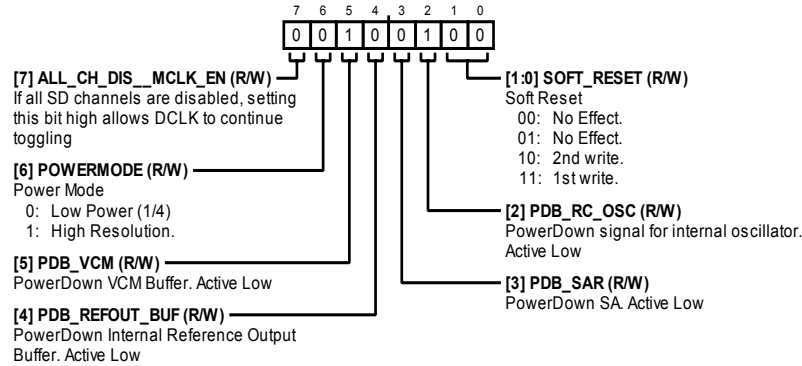 7 6 5 4 3 2 1 0
0 0 1 0 0 1 0 0
[7] ALL_CH_DIS__MCLK_EN (R/W)
If all SD channels are disabled, setting
this bit high allows DCLK to continue
toggling
[6] POWERMODE (R/W)
Power Mode
0: Low Power (1/4)
1: High Resolution.
[5] PDB_VCM (R/W)
PowerDown VCM Buffer. Active Low
[4] PDB_REFOUT_BUF (R/W)
PowerDown Internal Reference Output
Buffer. Active Low
[1:0] SOFT_RESET (R/W)
Soft Reset
00: No Effect.
01: No Effect.
10: 2nd write.
11: 1st write.
[2] PDB_RC_OSC (R/W)
PowerDown signal for internal oscillator.
Active Low
[3] PDB_SAR (R/W)
PowerDown SA. Active Low